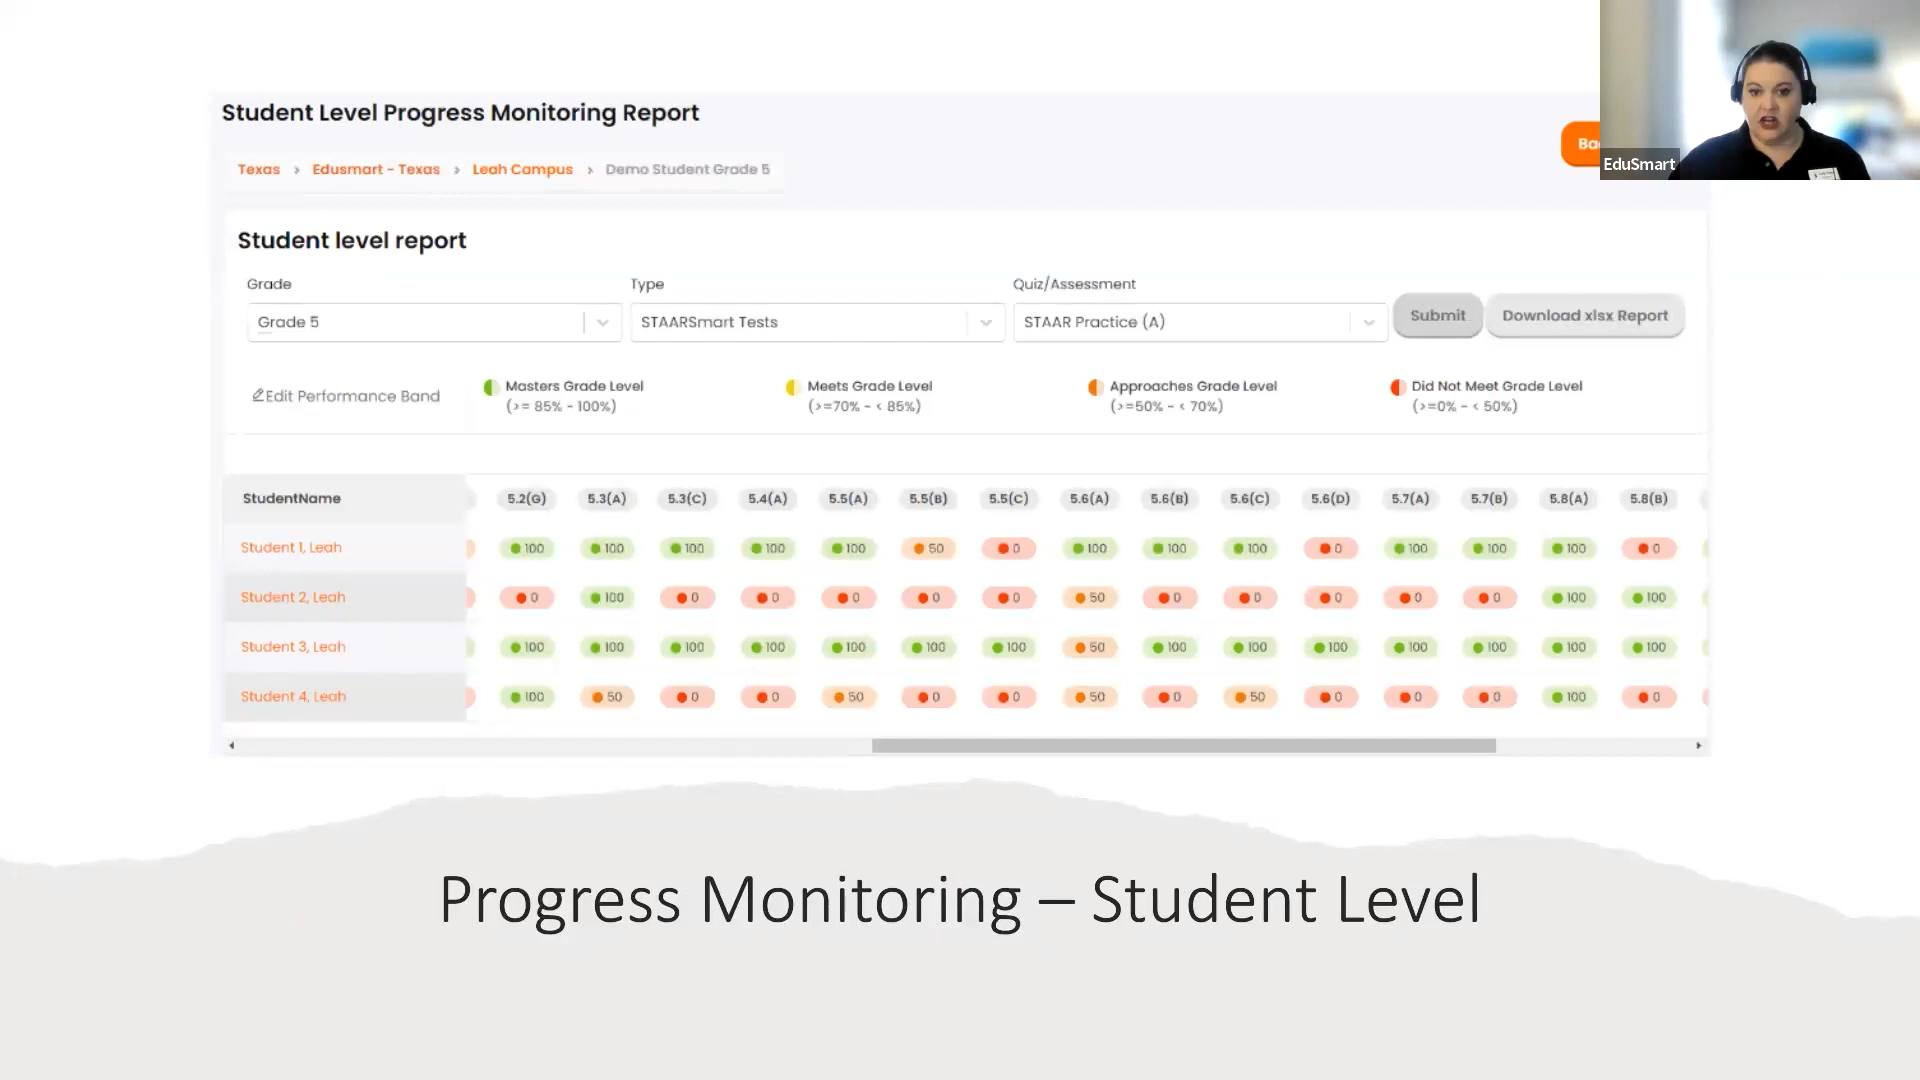 Student Level Progress Monitoring Report
Texas > Edusmart - Texas > Leah Campus > Demo Student Grade 5
EduSmart
Student level report
Grade Type Quiz/Assessment
Grade 5 STAARSmart Tests STAAR Practice (A) Submit Download xlsx Report
Edit Performance Band
Masters Grade Level Meets Grade Level Approaches Grade Level Did Not Meet Grade Level
(>= 85% - 100%) (>=70% - < 85%) (>=50% - < 70%) (>=0% - < 50%)
StudentName 5.2(G) 5.3(A) 5.3(C) 5.4(A) 5.5(A) 5.5(B) 5.5(C) 5.6(A) 5.6(B) 5.6(C) 5.6(D) 5.7(A) 5.7(B) 5.8(A) 5.8(B)
Student 1, Leah 100 100 100 100 100 50 0 100 100 100 0 100 100 100 0
Student 2, Leah 0 100 0 0 0 0 0 50 0 0 0 0 0 100 100
Student 3, Leah 100 100 100 100 100 100 100 50 100 100 100 100 100 100 100
Student 4, Leah 100 50 0 0 50 0 0 50 0 50 0 0 0 100 0
Progress Monitoring – Student Level